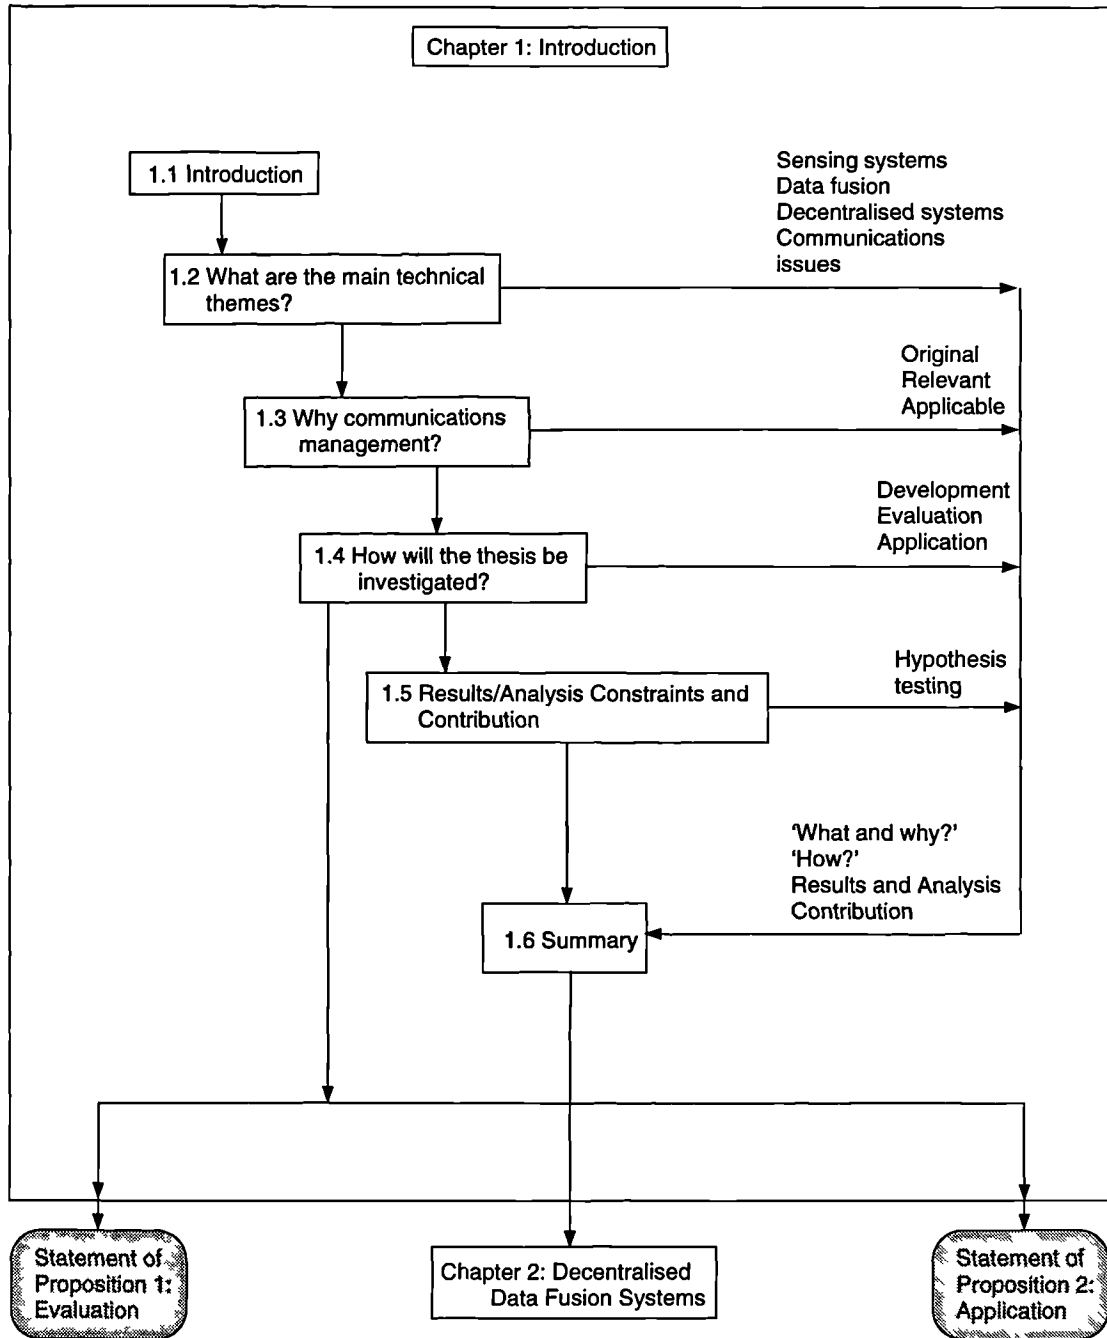 Chapter 1: Introduction
1.1 Introduction
Sensing systems
Data fusion
Decentralised systems
Communications
issues
1.2 What are the main technical
themes?
Original
Relevant
Applicable
1.3 Why communications
management?
Development
Evaluation
Application
1.4 How will the thesis be
investigated?
Hypothesis
testing
1.5 Results/Analysis Constraints and
Contribution
'What and why?'
'How?'
Results and Analysis
Contribution
1.6 Summary
Statement of
Proposition 1:
Evaluation
Chapter 2: Decentralised
Data Fusion Systems
Statement of
Proposition 2:
Application